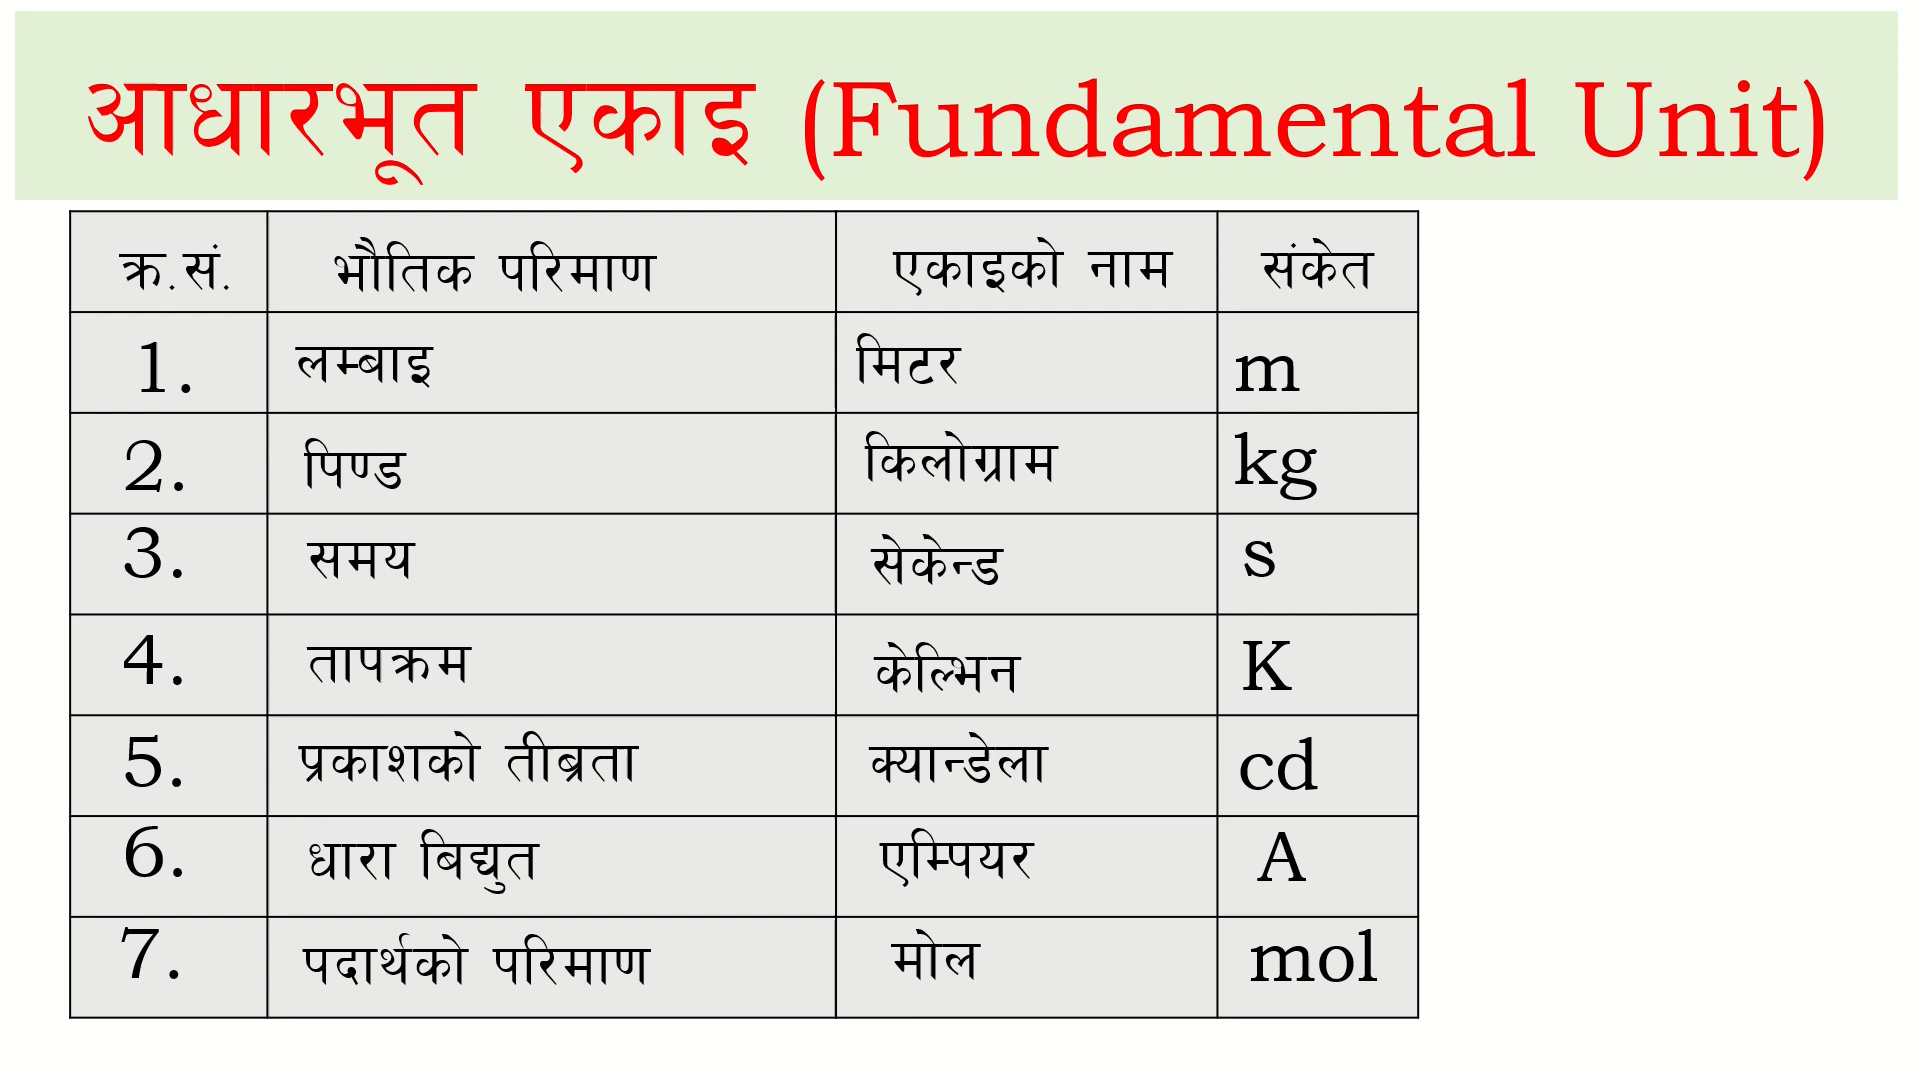 आधारभूत एकाइ (Fundamental Unit)
क्र.सं. भौतिक परिमाण एकाइको नाम संकेत
1. लम्बाइ मिटर m
2. पिण्ड किलोग्राम kg
3. समय सेकेन्ड s
4. तापक्रम केल्भिन K
5. प्रकाशको तीब्रता क्यान्डेला cd
6. धारा बिद्युत एम्पियर A
7. पदार्थको परिमाण मोल mol